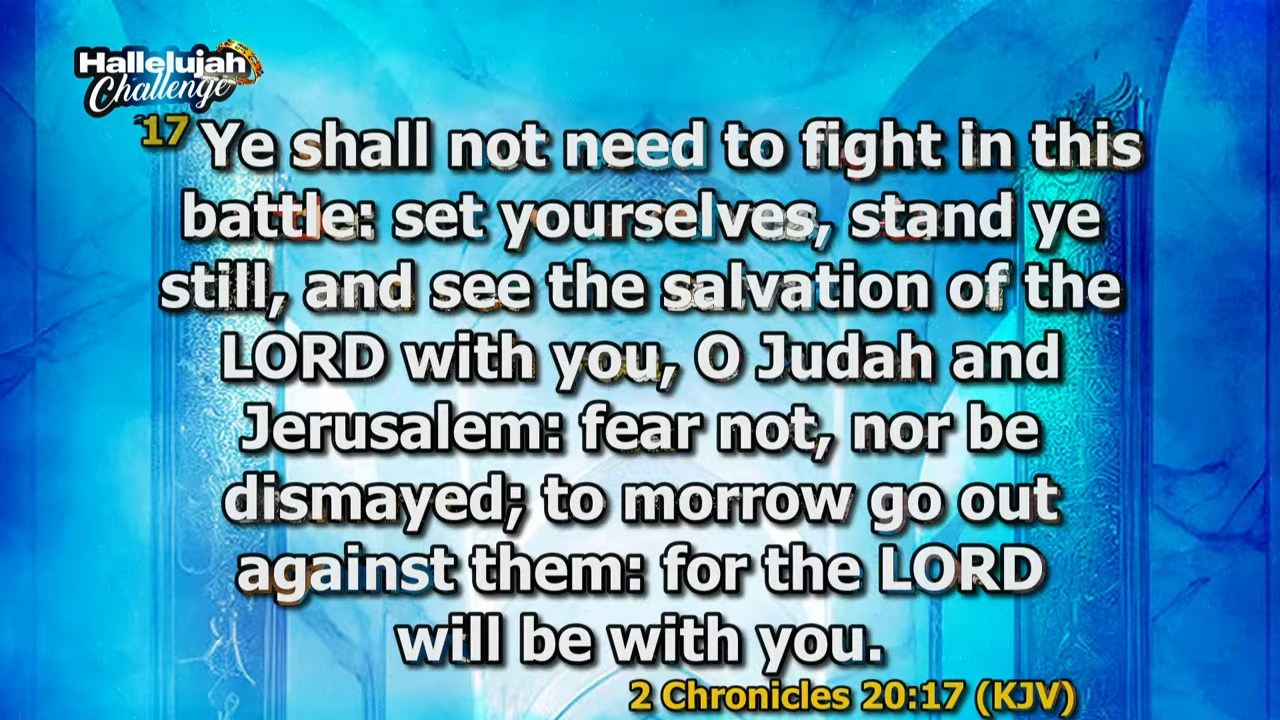 Hallelujah
Challenge
17 Ye shall not need to fight in this
battle: set yourselves, stand ye
still, and see the salvation of the
LORD with you, O Judah and
Jerusalem: fear not, nor be
dismayed; to morrow go out
against them: for the LORD
will be with you.
2 Chronicles 20:17 (KJV)